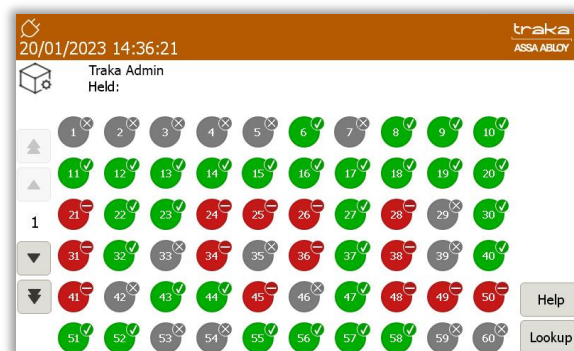 traka
20/01/2023 14:36:21
ASSA ABLOY
Traka Admin
Held:
1 2 3 4 5 6 7 8 9 10
11 12 13 14 15 16 17 18 19 20
21 22 23 24 25 26 27 28 29 30
1
31 32 33 34 35 36 37 38 39 40
41 42 43 44 45 46 47 48 49 50
Help
51 52 53 54 55 56 57 58 59 60
Lookup